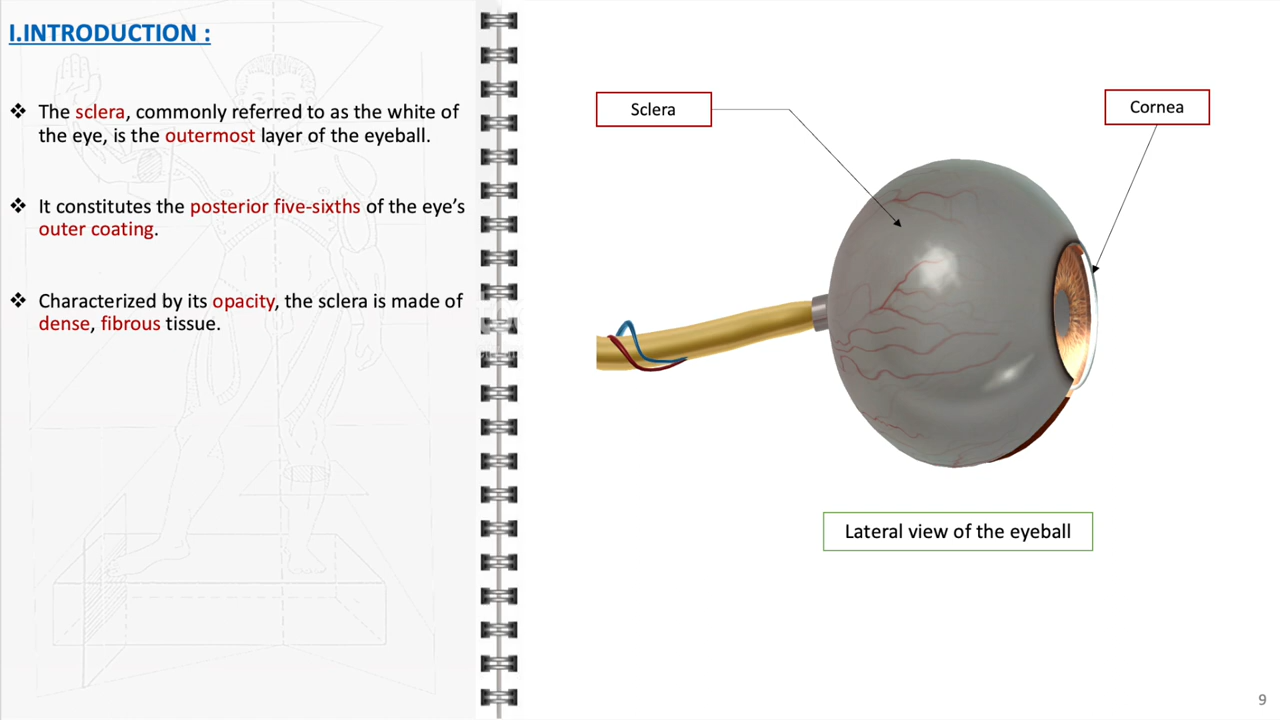 I.INTRODUCTION :
❖ The sclera, commonly referred to as the white of
the eye, is the outermost layer of the eyeball.
❖ It constitutes the posterior five-sixths of the eye’s
outer coating.
❖ Characterized by its opacity, the sclera is made of
dense, fibrous tissue.
Sclera
Cornea
Lateral view of the eyeball
9